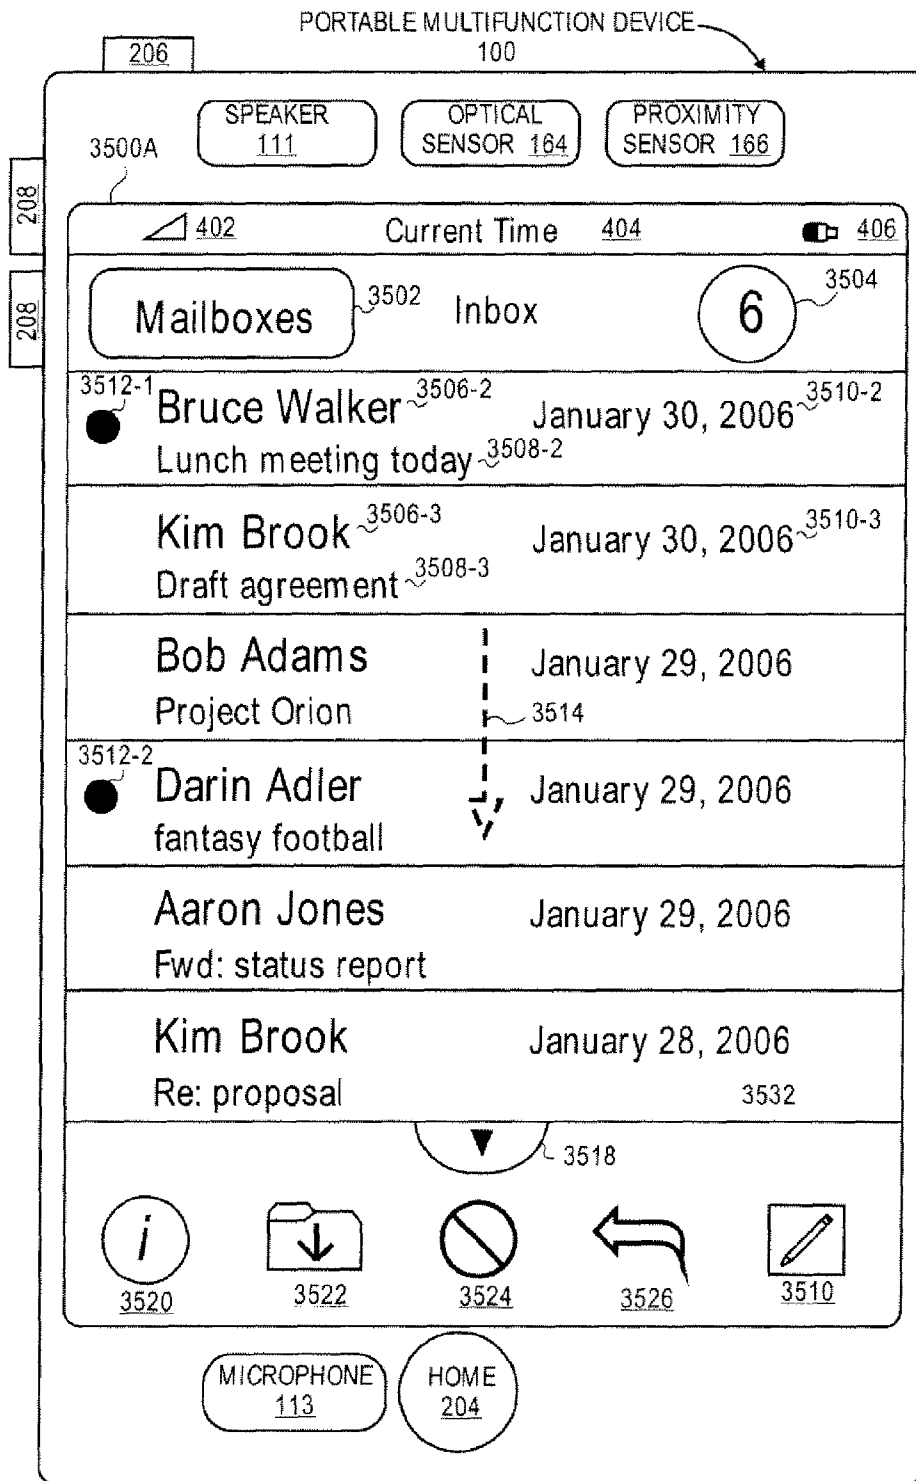 PORTABLE MULTIFUNCTION DEVICE
100
206
SPEAKER
111
OPTICAL
SENSOR 164
PROXIMITY
SENSOR 166
3500A
208
208
402 Current Time 404 406
Mailboxes 3502 Inbox 6 3504
3512-1 Bruce Walker 3506-2 January 30, 2006 3510-2
Lunch meeting today 3508-2
Kim Brook 3506-3 January 30, 2006 3510-3
Draft agreement 3508-3
Bob Adams January 29, 2006
Project Orion 3514
3512-2 Darin Adler January 29, 2006
fantasy football
Aaron Jones January 29, 2006
Fwd: status report
Kim Brook January 28, 2006
Re: proposal 3532
3518
i
3520 3522 3524 3526 3510
MICROPHONE
113
HOME
204